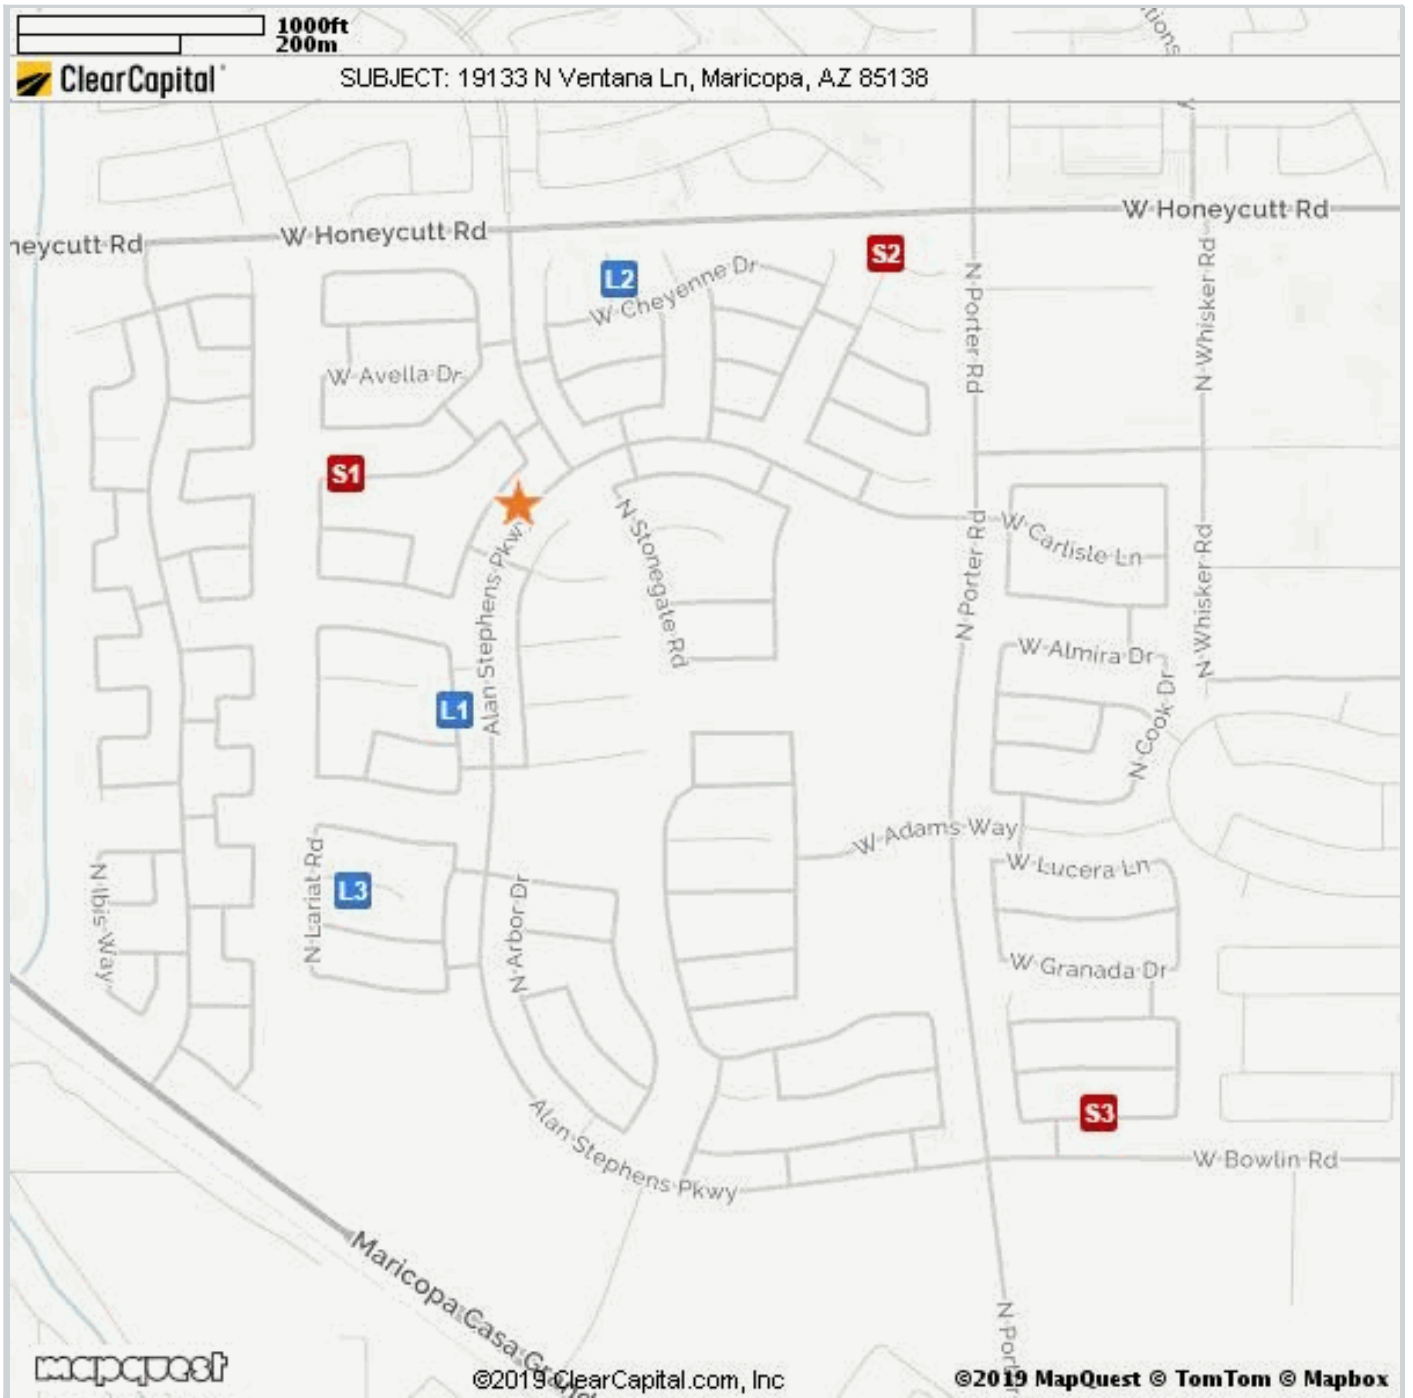 1000ft
200m
ClearCapital
SUBJECT: 19133 N Ventana Ln, Maricopa, AZ 85138
W Honeycutt Rd
neycutt Rd
W Honeycutt Rd
S2
L2
W Cheyenne Dr
N Porter Rd
N Whisker Rd
W Avella Dr
S1
Alan Stephens Pkwy
N Stonegate Rd
W Carlisle Ln
N Porter Rd
N Whisker Rd
W Almira Dr
L1
N Cook Dr
W Adams Way
W Lucera Ln
N Ibis Way
N Lariat Rd
L3
N Arbor Dr
W Granada Dr
S3
Alan Stephens Pkwy
W Bowlin Rd
Maricopa Casa Gra
N Porter
mapquest
©2019 ClearCapital.com, Inc
©2019 MapQuest © TomTom © Mapbox